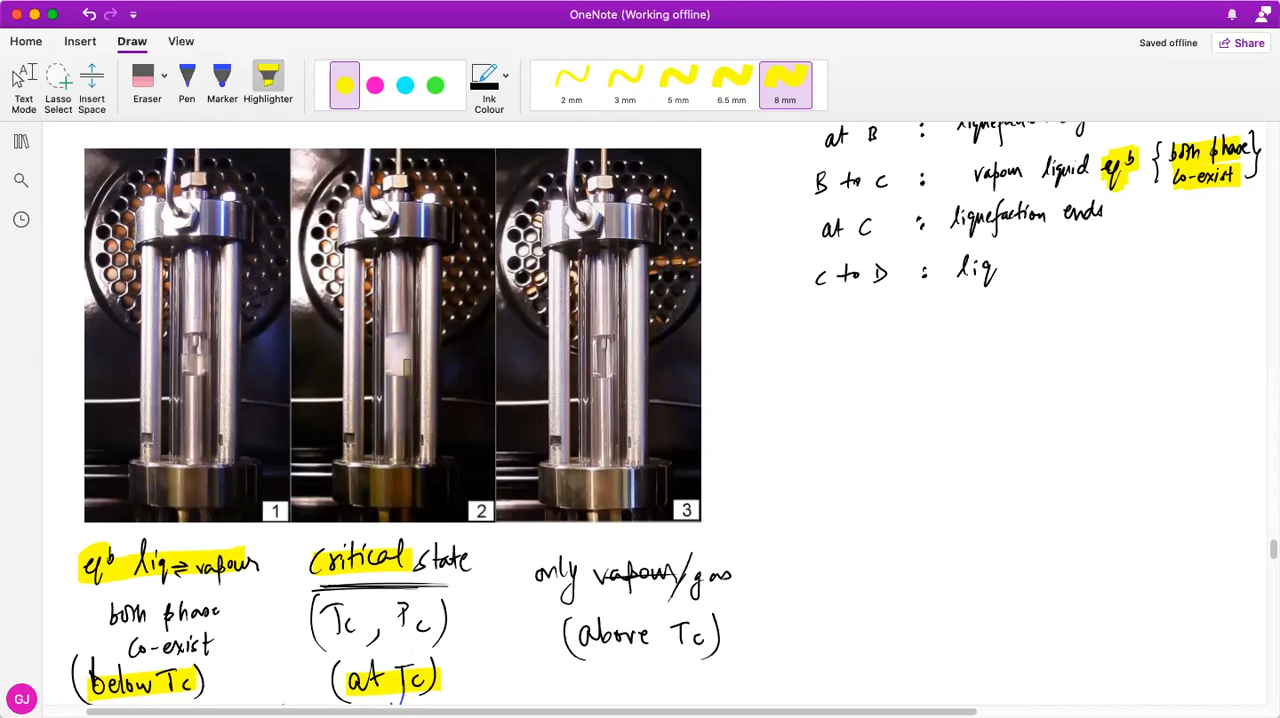 OneNote (Working offline)
Home Insert Draw View
Saved offline
Share
Text Mode
Lasso Select
Insert Space
Eraser
Pen
Marker
Highlighter
Ink Colour
2 mm
3 mm
5 mm
6.5 mm
8 mm
at B :
B to C : vapour liquid eqb { both phase co-exist }
at C : liquefaction ends
C to D : liq
1
2
3
eqb liq ⇌ vapour
both phase
co-exist
(below Tc)
critical state
(Tc, Pc)
(at Tc)
only vapour/gas
(above Tc)
GJ